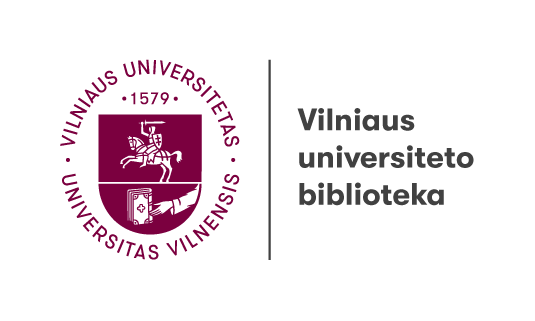 VILNIAUS UNIVERSITETAS
· 1579 ·
· UNIVERSITAS VILNENSIS ·
Vilniaus
universiteto
biblioteka